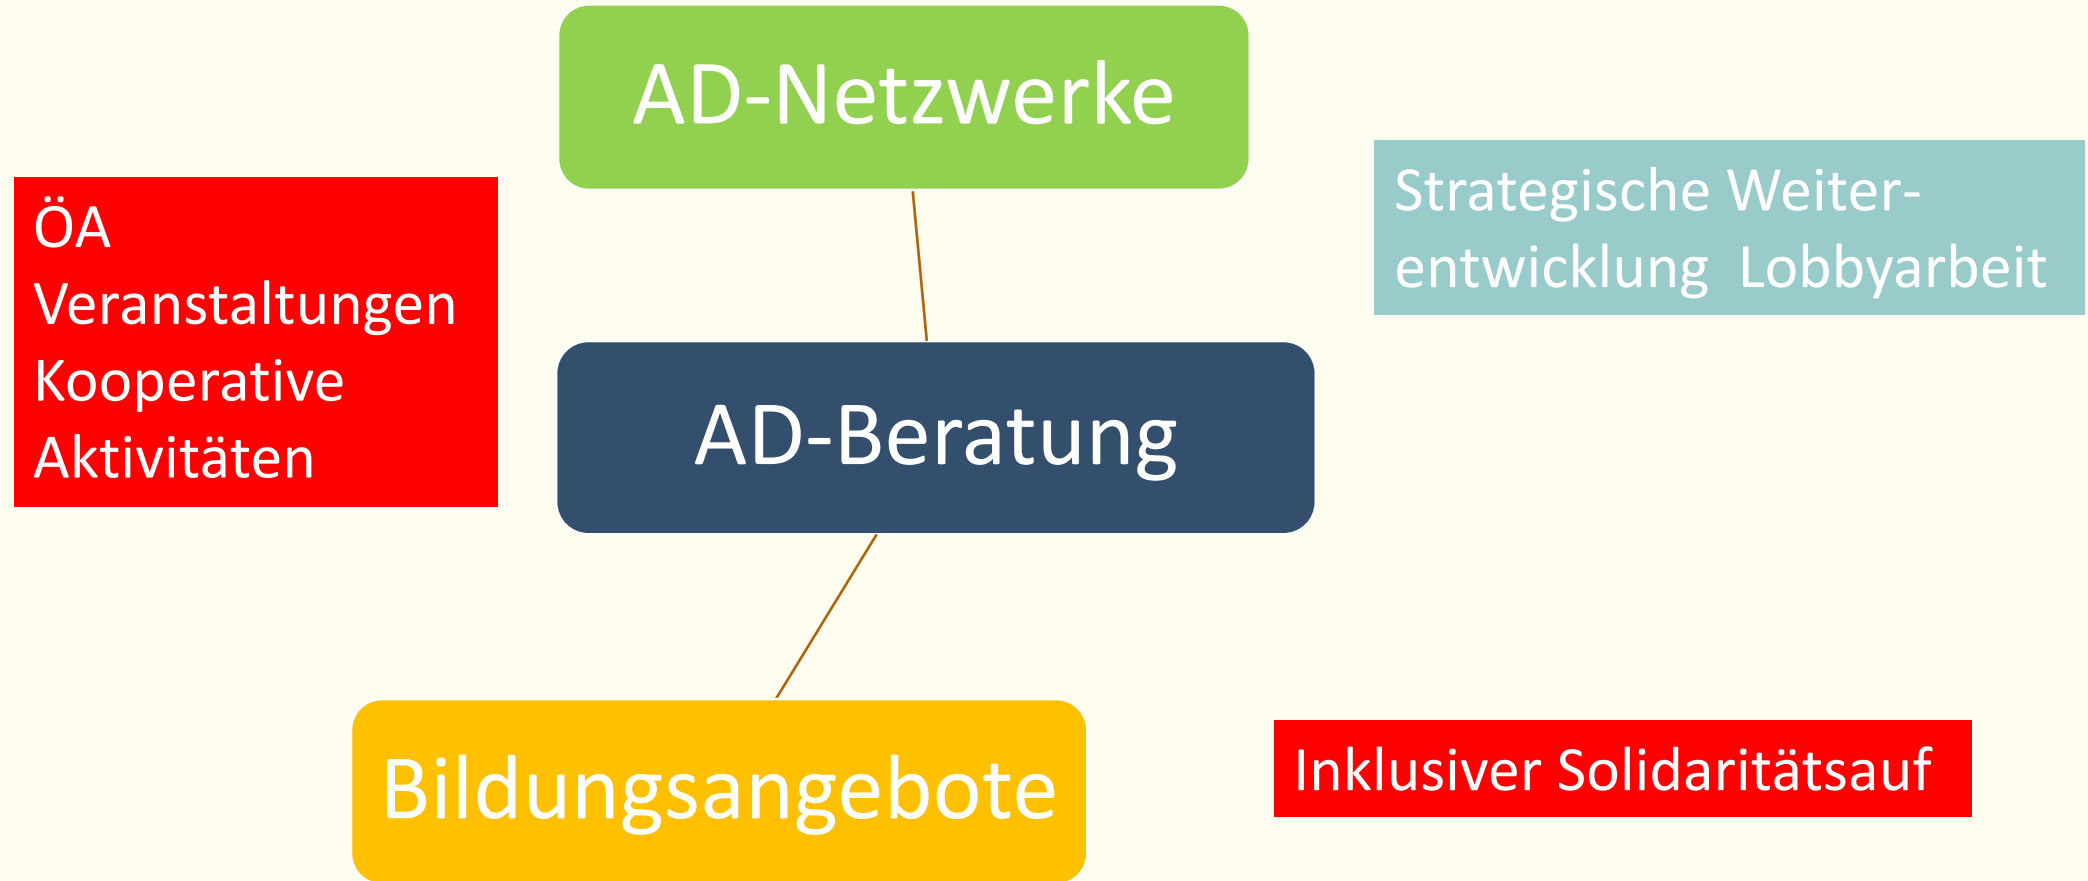 AD-Netzwerke
Strategische Weiter-
entwicklung  Lobbyarbeit
ÖA
Veranstaltungen
Kooperative
Aktivitäten
AD-Beratung
Bildungsangebote
Inklusiver Solidaritätsauf